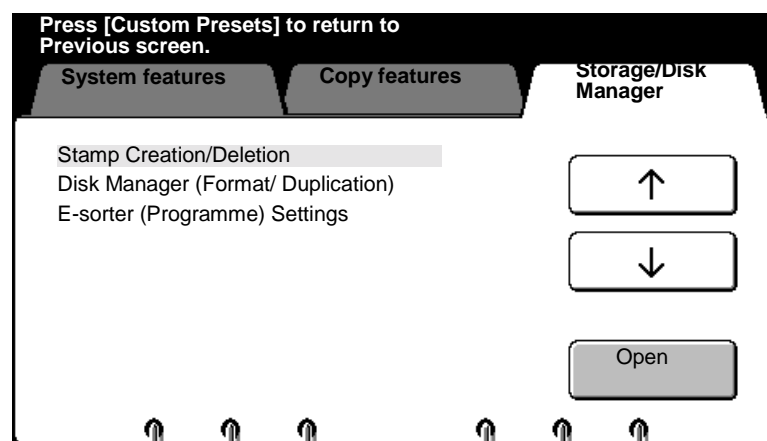 Press [Custom Presets] to return to
Previous screen.
System features
Copy features
Storage/Disk
Manager
Stamp Creation/Deletion
Disk Manager (Format/ Duplication)
E-sorter (Programme) Settings
↑
↓
Open